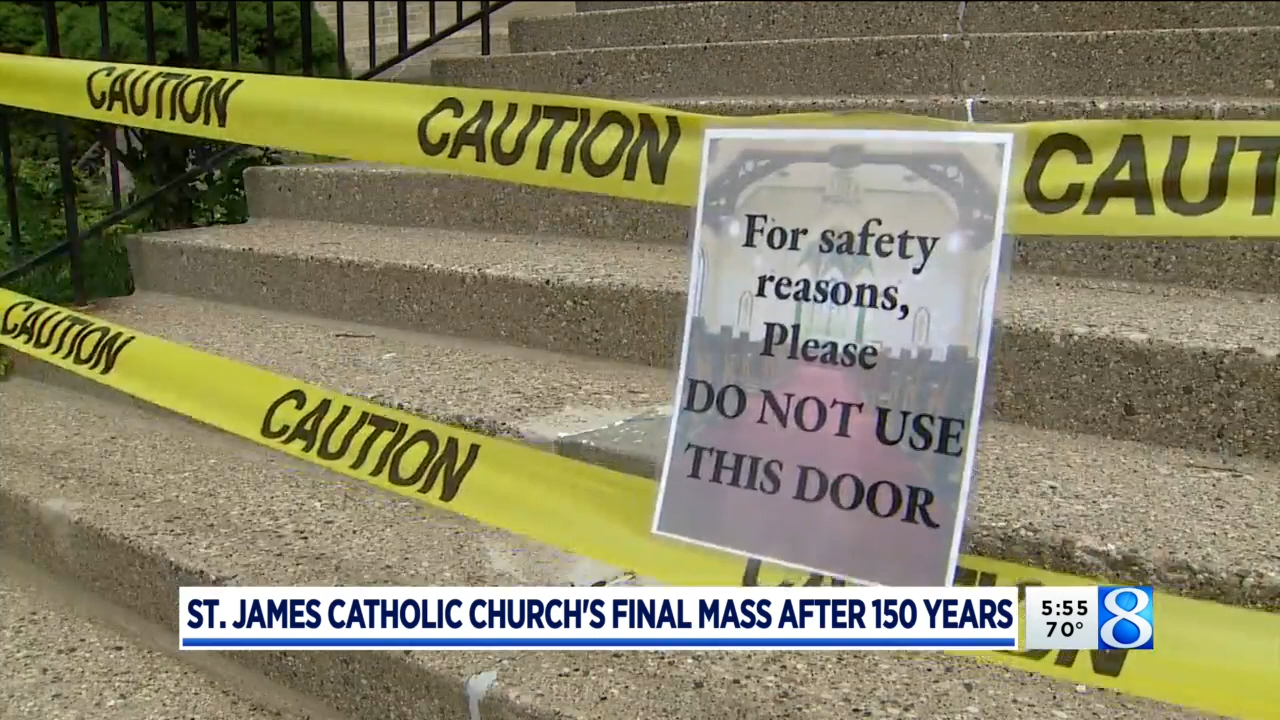 CAUTION
CAUTION
CAUT
For safety
reasons,
Please
DO NOT USE
THIS DOOR
CAUTION
CAUTION
ST. JAMES CATHOLIC CHURCH'S FINAL MASS AFTER 150 YEARS
5:55
70°
8